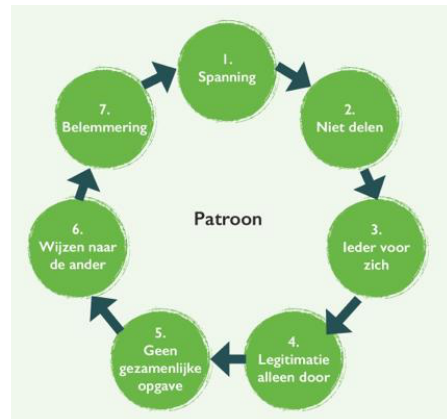 1.
Spanning
2.
Niet delen
3.
Ieder voor
zich
4.
Legitimatie
alleen door
5.
Geen
gezamenlijke
opgave
6.
Wijzen naar
de ander
7.
Belemmering
Patroon